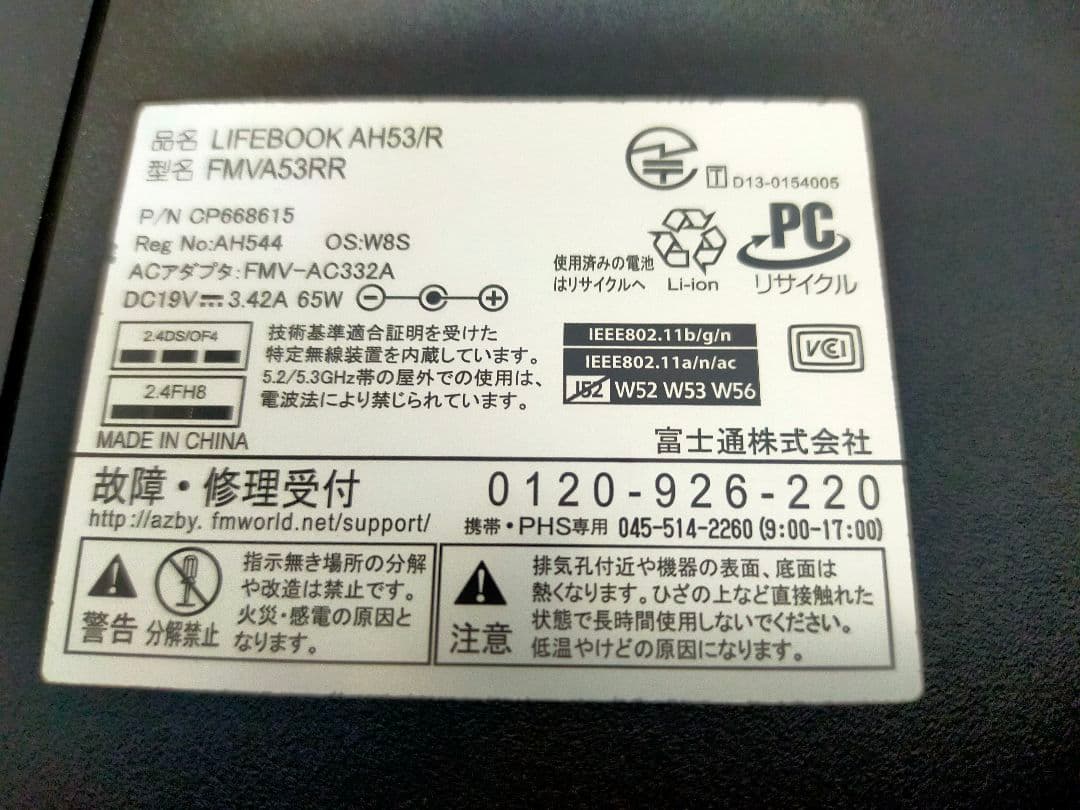 品名 LIFEBOOK AH53/R
型名 FMVA53RR
T D13-0154005
P/N CP668615
Reg No:AH544 OS:W8S
ACアダプタ:FMV-AC332A
DC19V 3.42A 65W
使用済みの電池
はリサイクルへ
Li-ion
PC
リサイクル
2.4DS/OF4
2.4FH8
技術基準適合証明を受けた
特定無線装置を内蔵しています。
5.2/5.3GHz帯の屋外での使用は、
電波法により禁じられています。
IEEE802.11b/g/n
IEEE802.11a/n/ac
J52 W52 W53 W56
VCCI
MADE IN CHINA
富士通株式会社
故障・修理受付 0120-926-220
http://azby.fmworld.net/support/ 携帯・PHS専用 045-514-2260 (9:00-17:00)
警告
分解禁止
指示無き場所の分解
や改造は禁止です。
火災・感電の原因と
なります。
注意
排気孔付近や機器の表面、底面は
熱くなります。ひざの上など直接触れた
状態で長時間使用しないでください。
低温やけどの原因になります。